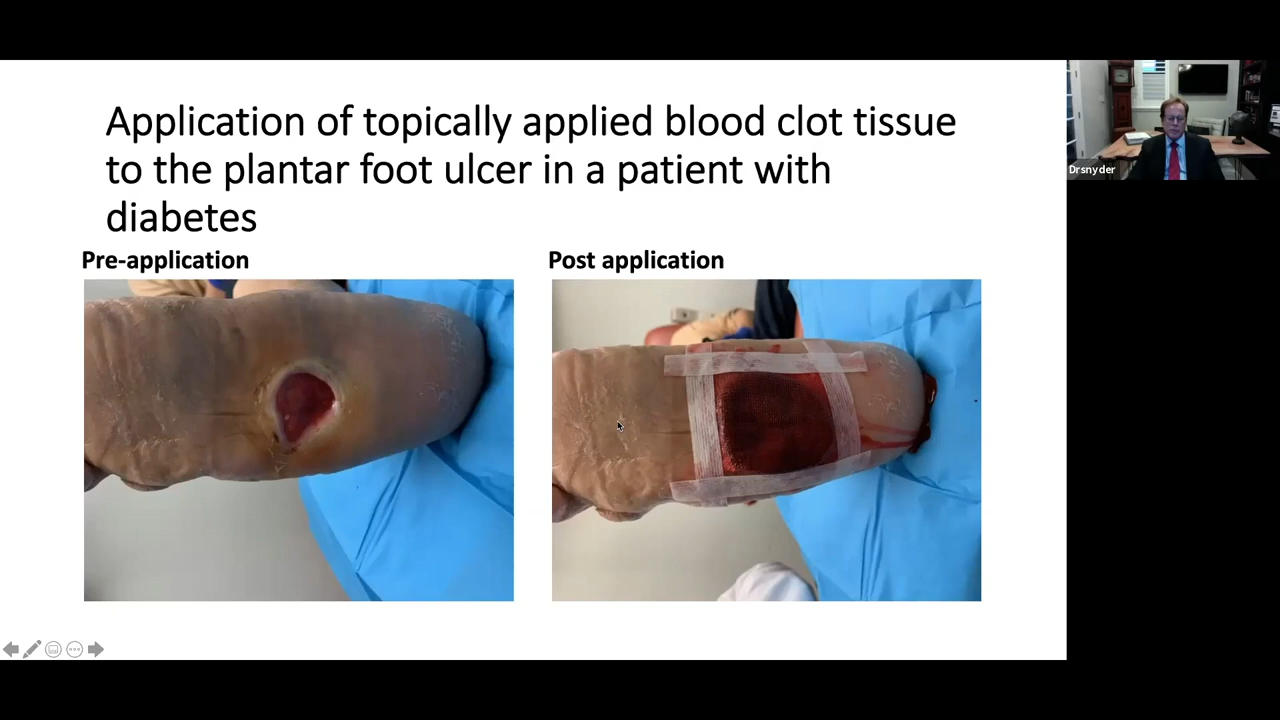 Application of topically applied blood clot tissue
to the plantar foot ulcer in a patient with
diabetes
Pre-application
Post application
Drsnyder